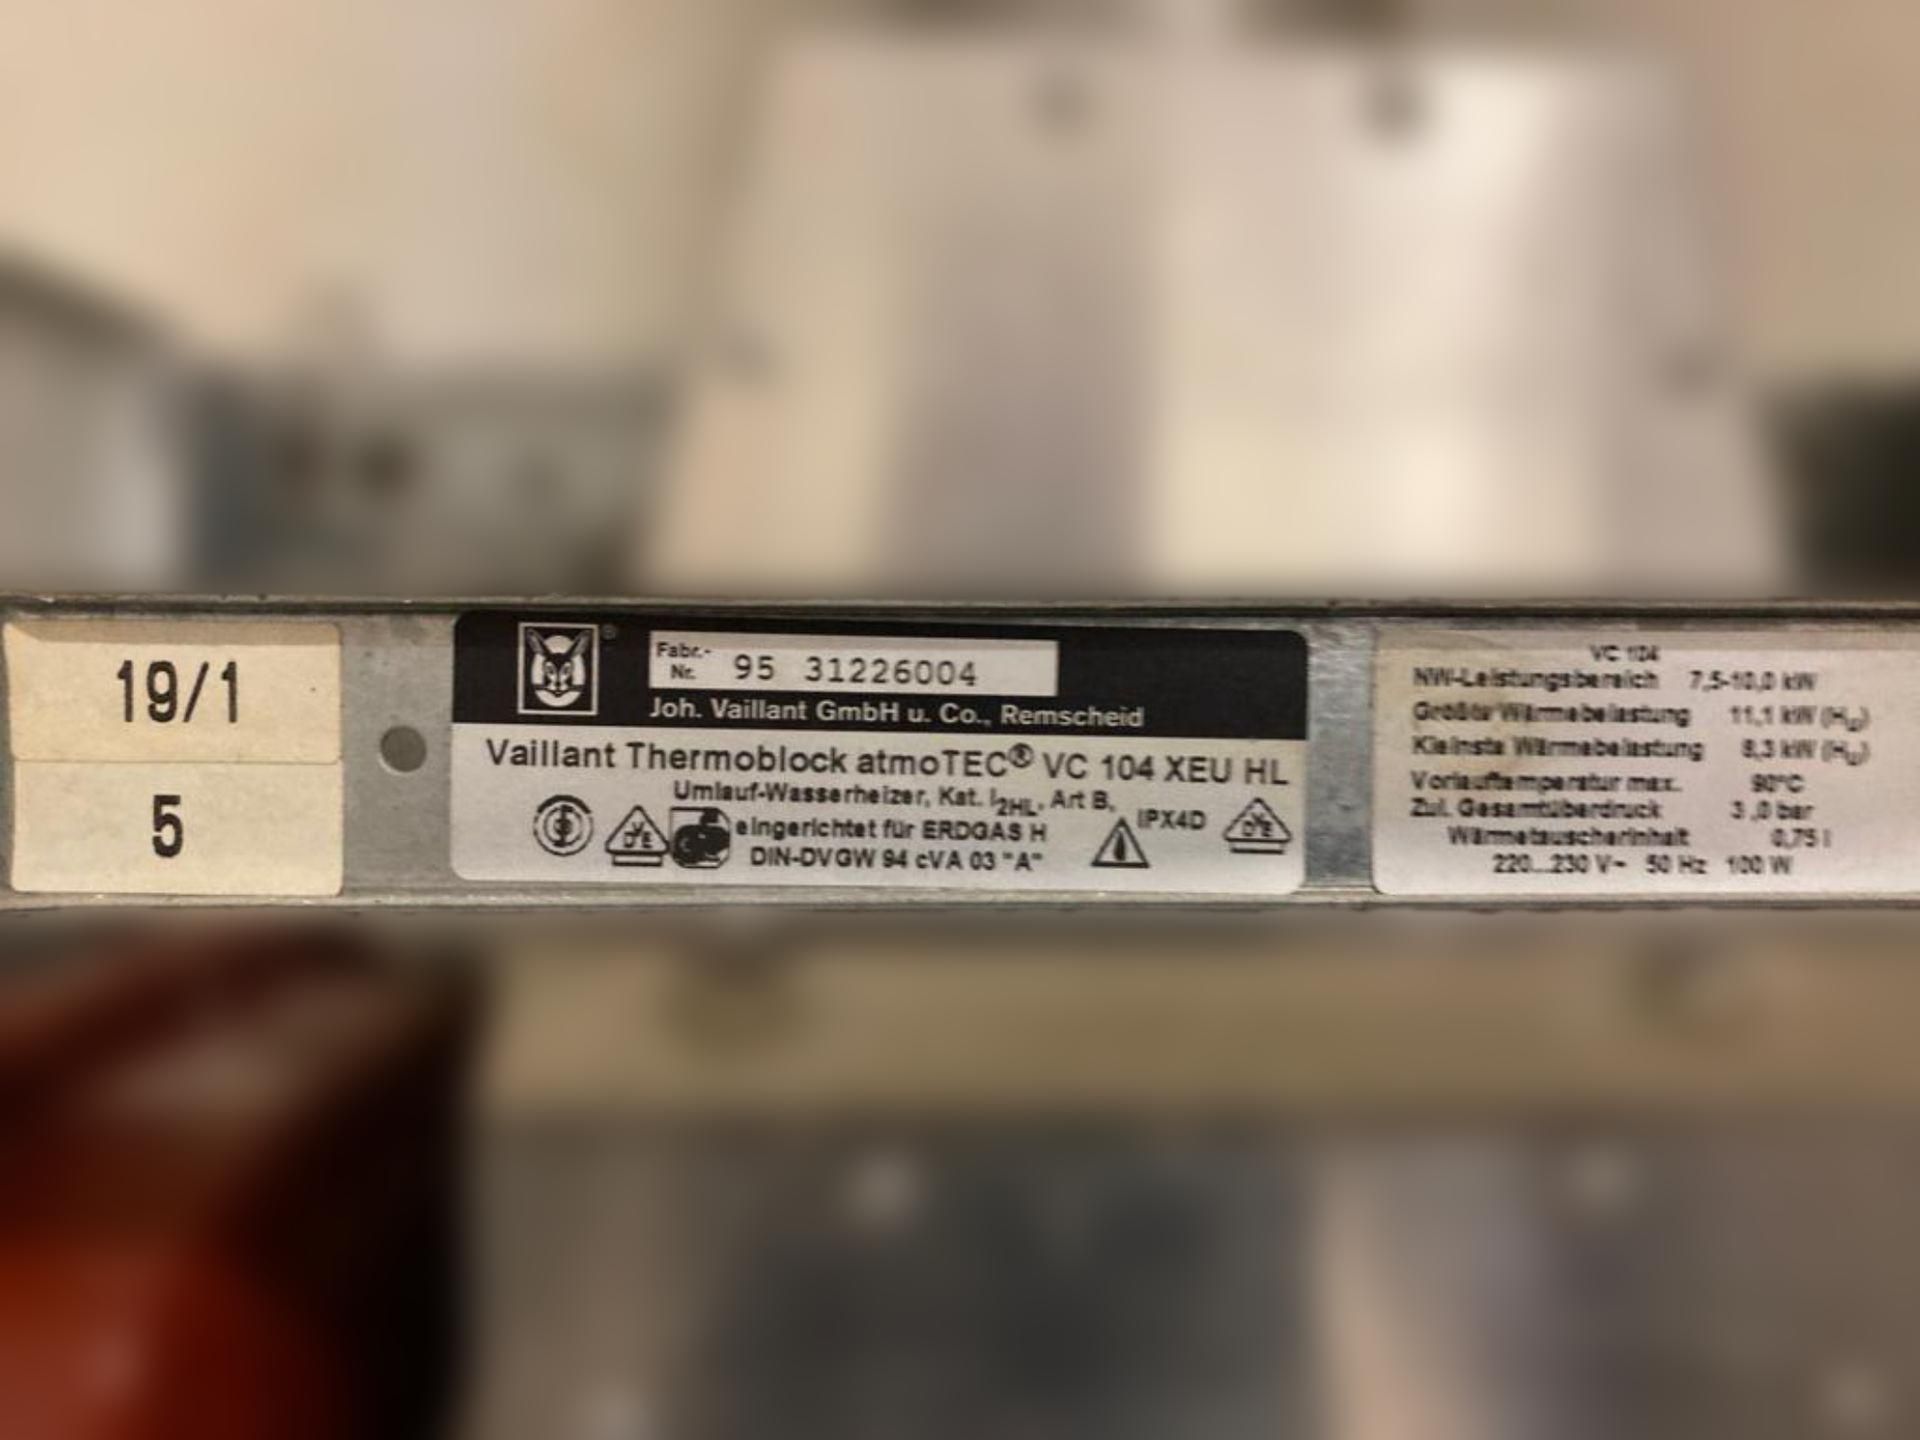 19/1
5
Fabr.-
Nr. 95 31226004
Joh. Vaillant GmbH u. Co., Remscheid
Vaillant Thermoblock atmoTEC® VC 104 XEU HL
Umlauf-Wasserheizer, Kat. I2HL, Art B,
eingerichtet für ERDGAS H
DIN-DVGW 94 cVA 03 "A"
IPX4D
VC 104
NW-Leistungsbereich 7,5-10,0 kW
Größte Wärmebelastung 11,1 kW (Hu)
Kleinste Wärmebelastung 8,3 kW (Hu)
Vorlauftemperatur max. 90°C
Zul. Gesamtüberdruck 3,0 bar
Wärmetauscherinhalt 0,75 l
220...230 V~ 50 Hz 100 W